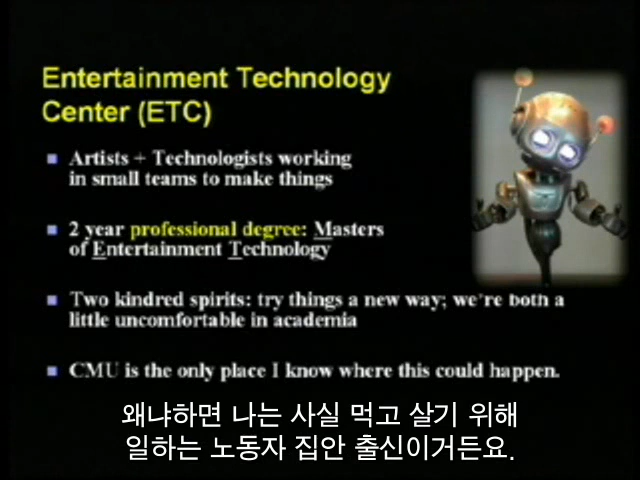 Entertainment Technology
Center (ETC)
Artists + Technologists working
in small teams to make things
2 year professional degree: Masters
of Entertainment Technology
Two kindred spirits: try things a new way; we're both a
little uncomfortable in academia
CMU is the only place I know where this could happen.
왜냐하면 나는 사실 먹고 살기 위해
일하는 노동자 집안 출신이거든요.